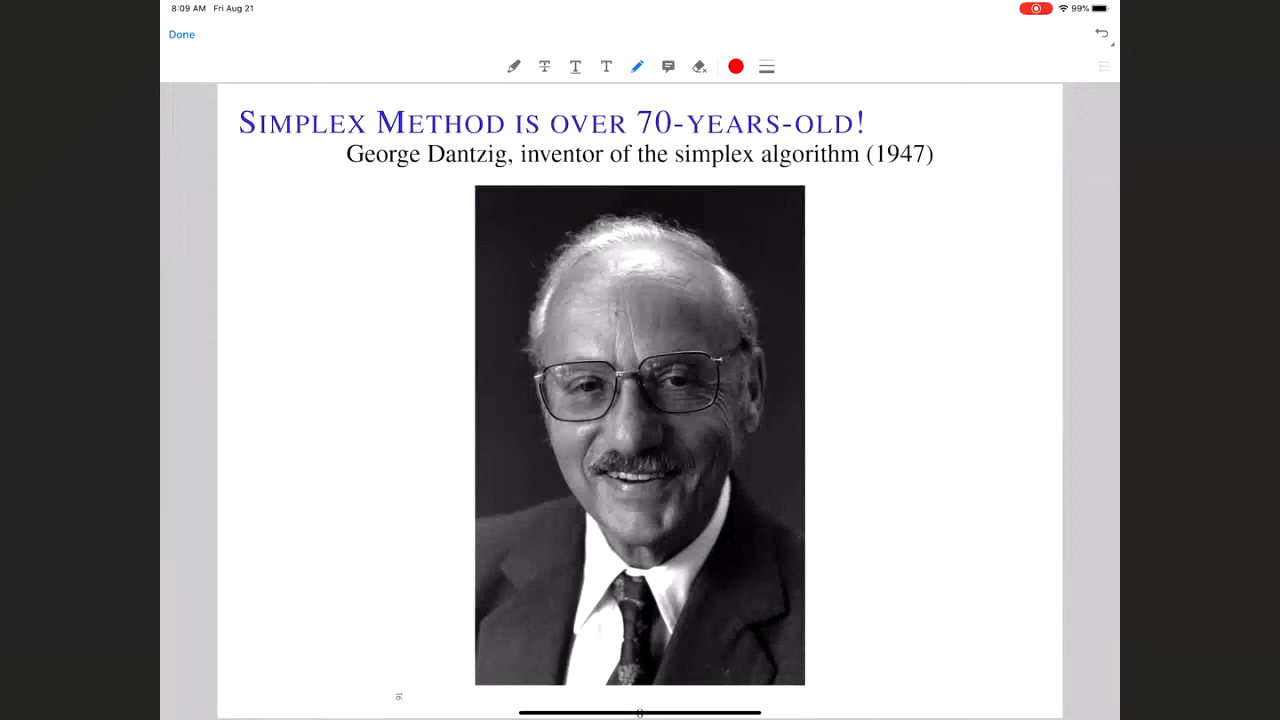 8:09 AM Fri Aug 21
99%
Done
T T T
SIMPLEX METHOD IS OVER 70-YEARS-OLD!
George Dantzig, inventor of the simplex algorithm (1947)
16